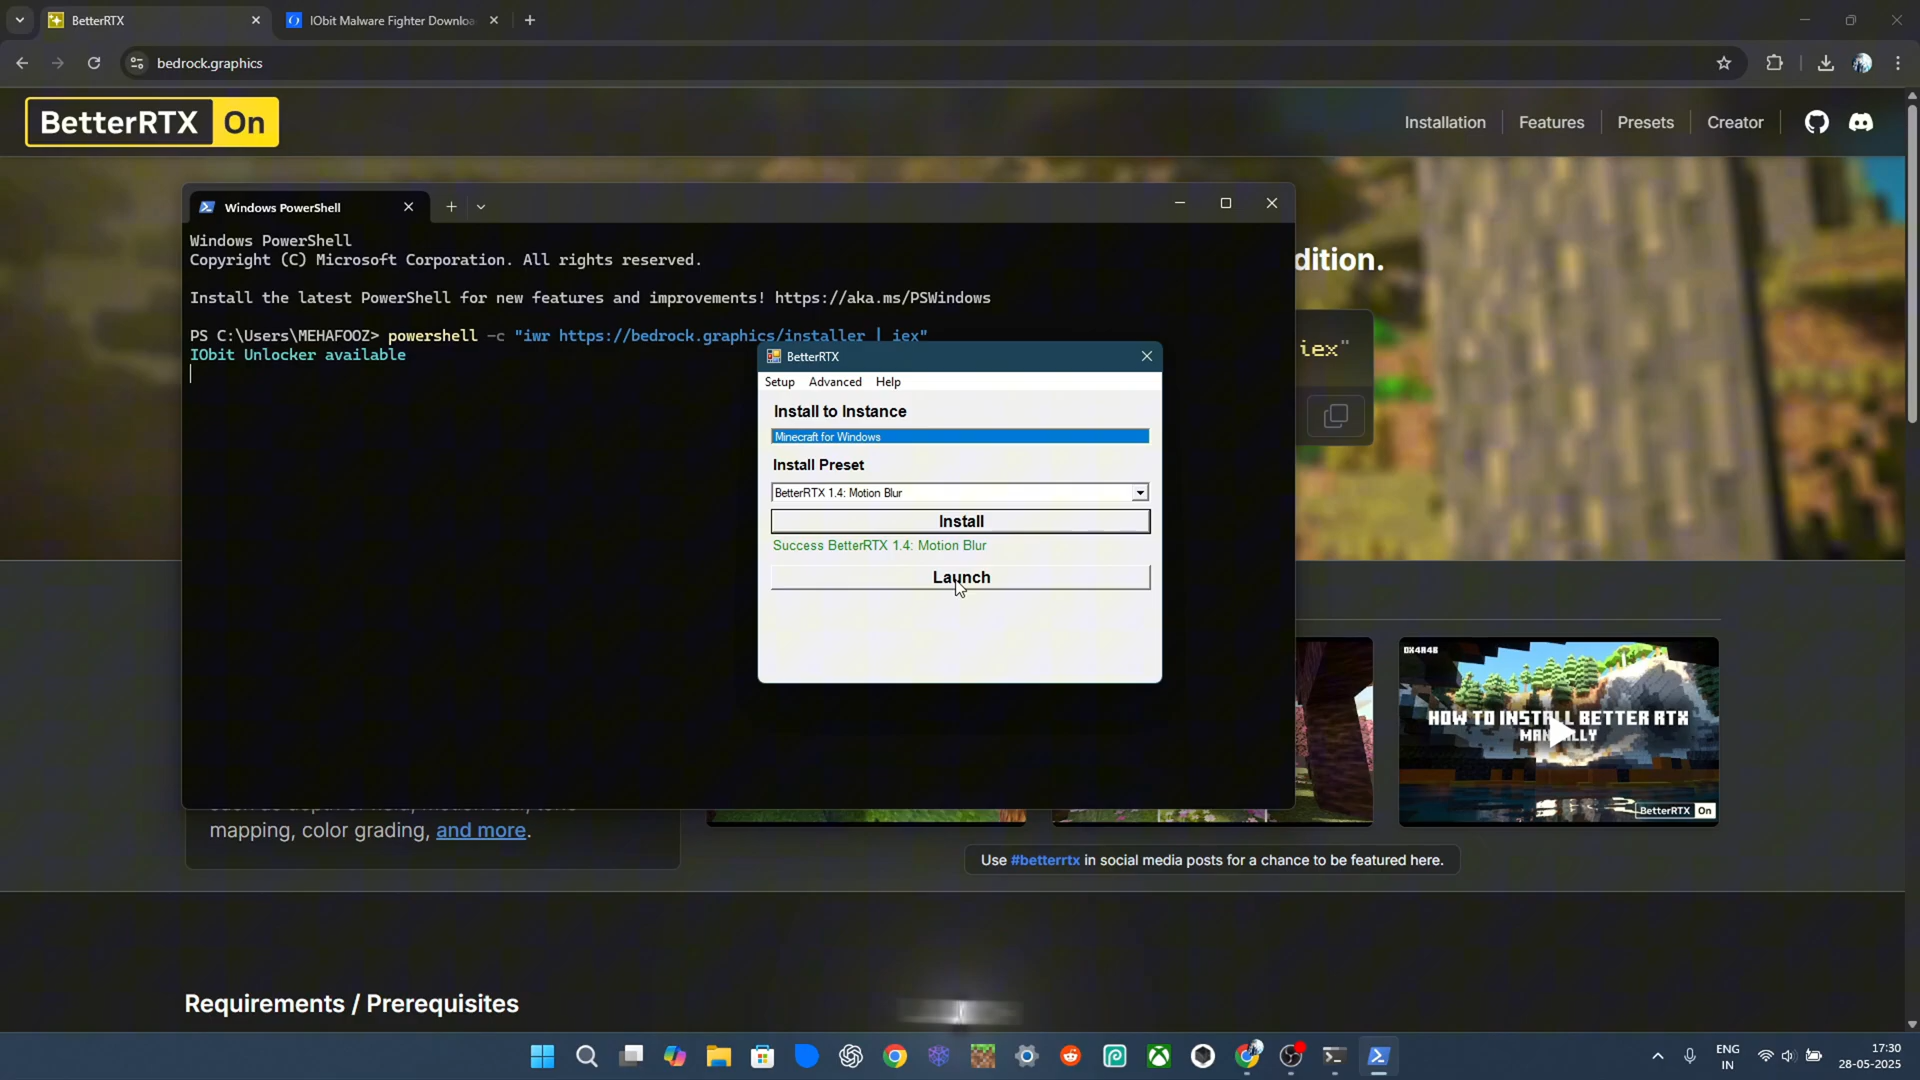 BetterRTX
IObit Malware Fighter Downloa
bedrock.graphics
BetterRTX On
Installation
Features
Presets
Creator
Windows PowerShell
Windows PowerShell
Copyright (C) Microsoft Corporation. All rights reserved.
dition.
Install the latest PowerShell for new features and improvements! https://aka.ms/PSWindows
PS C:\Users\MEHAFOOZ> powershell -c "iwr https://bedrock.graphics/installer | iex"
iex"
IObit Unlocker available
BetterRTX
Setup Advanced Help
Install to Instance
Minecraft for Windows
Install Preset
BetterRTX 1.4: Motion Blur
Install
Success BetterRTX 1.4: Motion Blur
Launch
HOW TO INSTALL BETTER RTX
MANUALLY
BetterRTX On
mapping, color grading, and more.
Use #betterrtx in social media posts for a chance to be featured here.
Requirements / Prerequisites
ENG
IN
17:30
28-05-2025